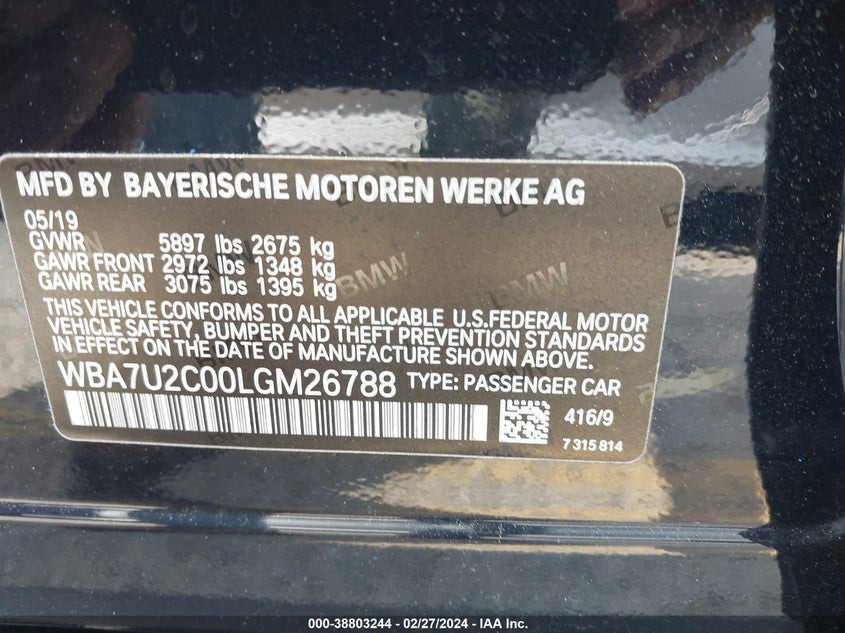 MFD BY BAYERISCHE MOTOREN WERKE AG
05/19
GVWR 5897 lbs 2675 kg
GAWR FRONT 2972 lbs 1348 kg
GAWR REAR 3075 lbs 1395 kg
THIS VEHICLE CONFORMS TO ALL APPLICABLE U.S.FEDERAL MOTOR
VEHICLE SAFETY, BUMPER AND THEFT PREVENTION STANDARDS
IN EFFECT ON THE DATE OF MANUFACTURE SHOWN ABOVE.
WBA7U2C00LGM26788 TYPE: PASSENGER CAR
416/9
7 315 814
BMW
000-38803244 - 02/27/2024 - IAA Inc.